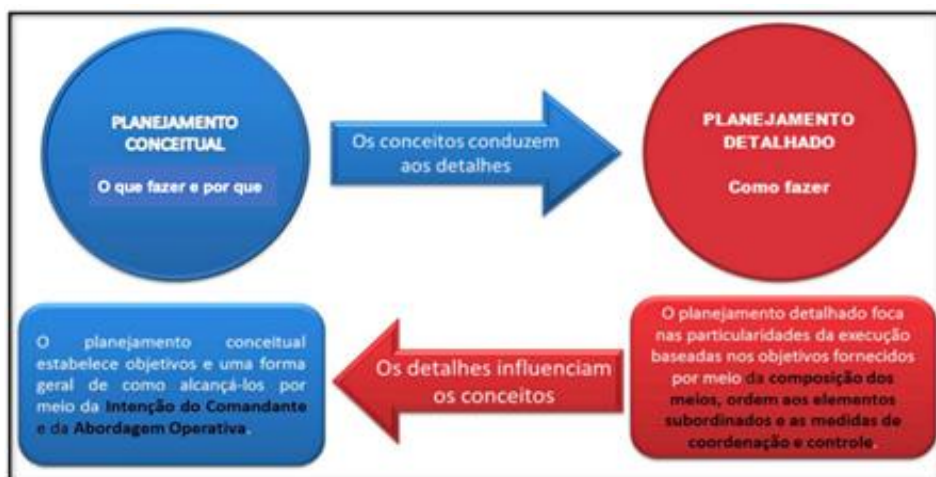 PLANEJAMENTO
CONCEITUAL
O que fazer e por que
Os conceitos conduzem
aos detalhes
PLANEJAMENTO
DETALHADO
Como fazer
O planejamento conceitual
estabelece objetivos e uma forma
geral de como alcançá-los por
meio da Intenção do Comandante
e da Abordagem Operativa.
Os detalhes influenciam
os conceitos
O planejamento detalhado foca
nas particularidades da execução
baseadas nos objetivos fornecidos
por meio da composição dos
meios, ordem aos elementos
subordinados e as medidas de
coordenação e controle.